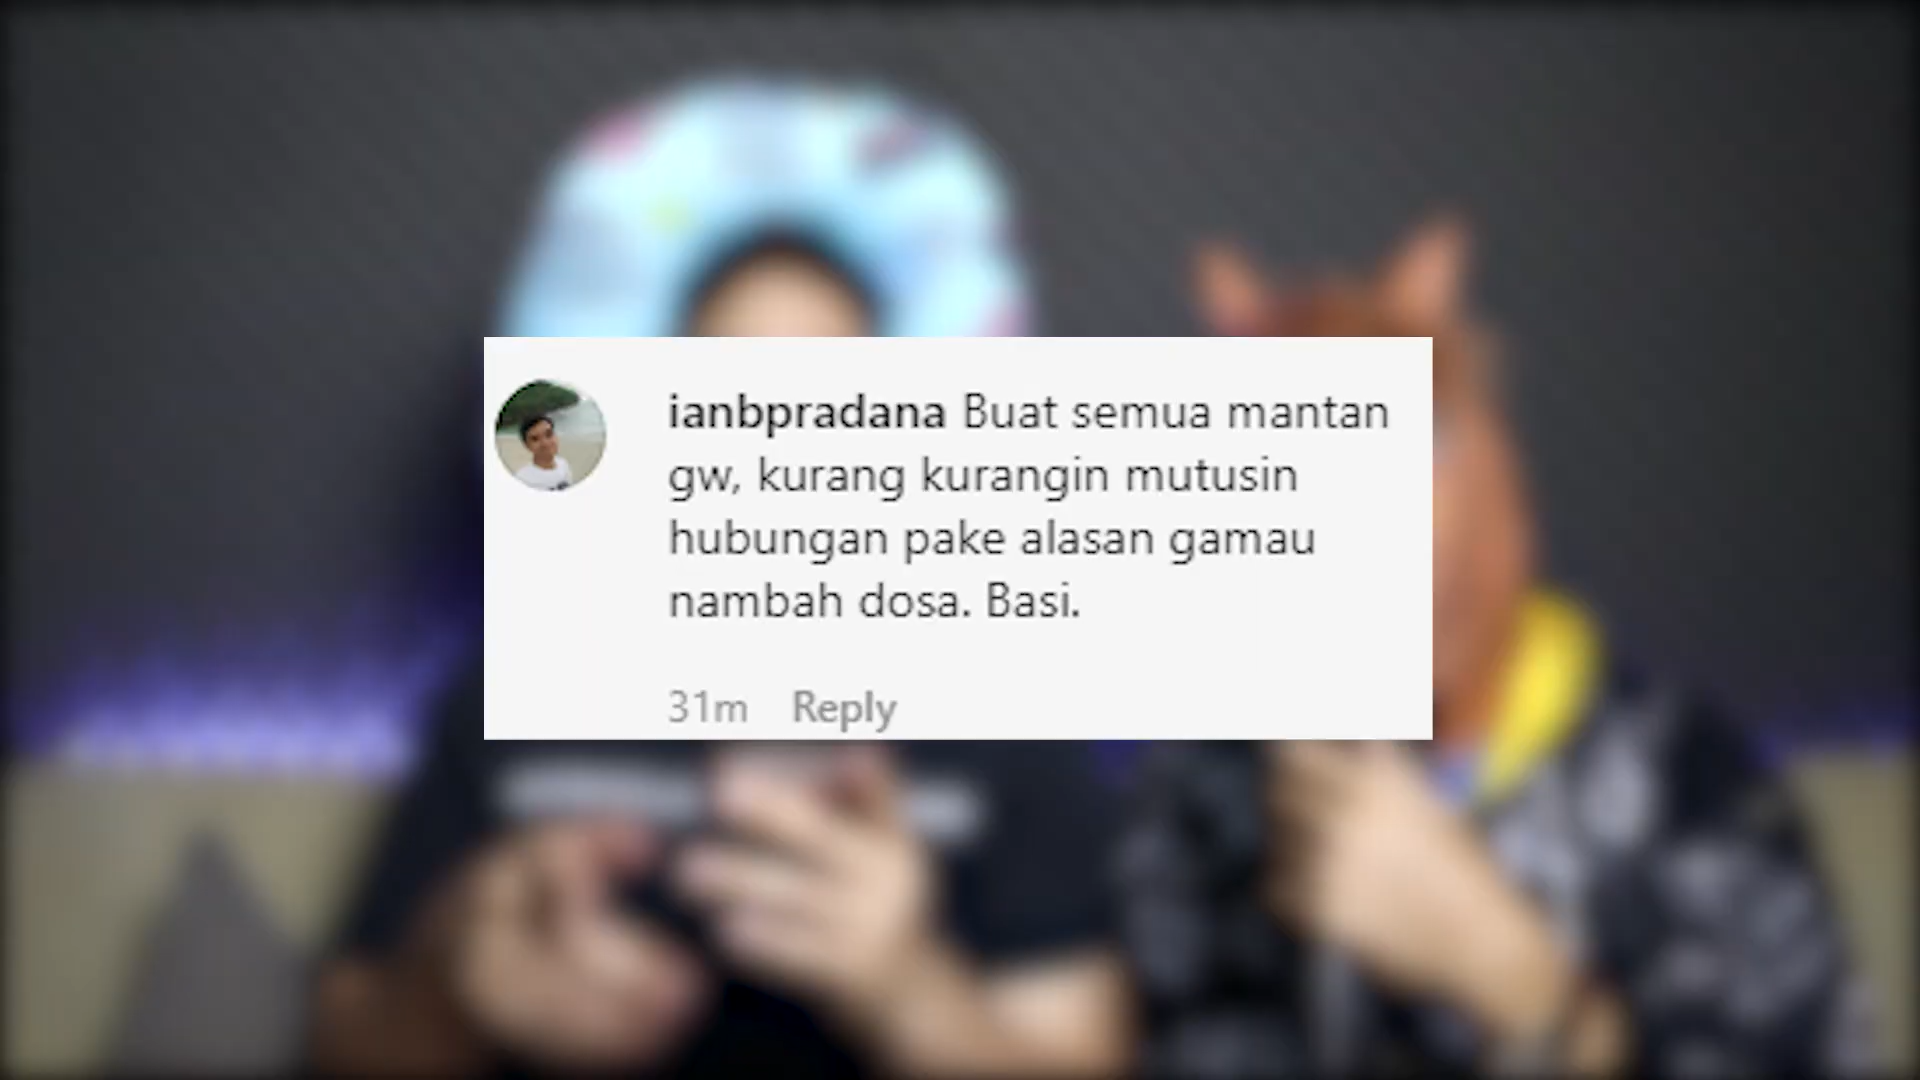 ianbpradana Buat semua mantan
gw, kurang kurangin mutusin
hubungan pake alasan gamau
nambah dosa. Basi.
31m Reply